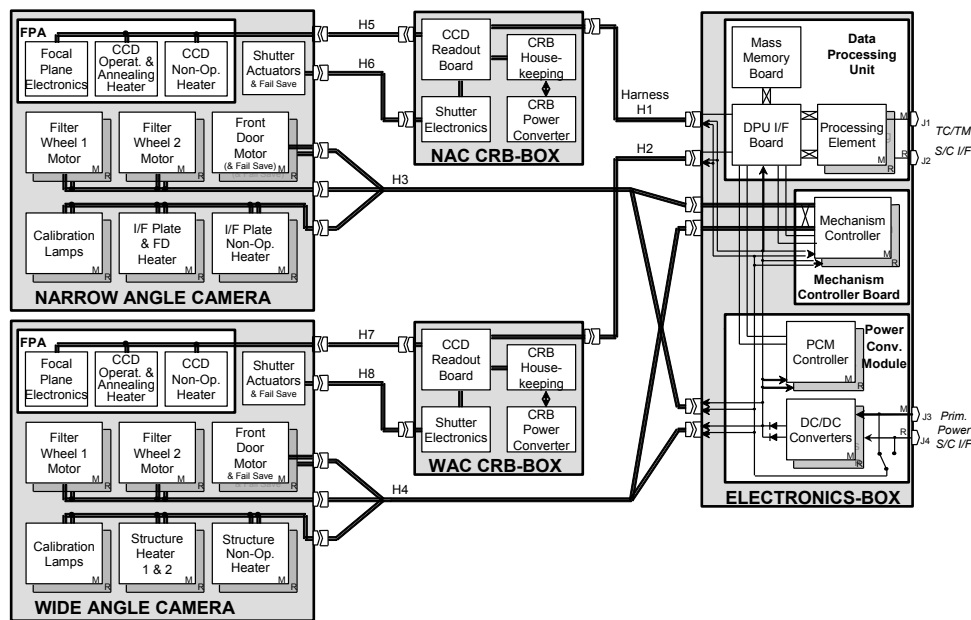 FPA
Focal
Plane
Electronics
CCD
Operat. &
Annealing
Heater
CCD
Non-Op.
Heater
Shutter
Actuators
& Fail Save
Filter
Wheel 1
Motor
M
R
Filter
Wheel 2
Motor
M
R
Front
Door
Motor
(& Fail Save)
M
R
Calibration
Lamps
M
R
I/F Plate
& FD
Heater
M
R
I/F Plate
Non-Op.
Heater
M
R
NARROW ANGLE CAMERA
H5
H6
H3
CCD
Readout
Board
CRB
House-
keeping
Shutter
Electronics
CRB
Power
Converter
NAC CRB-BOX
Harness
H1
H2
Data
Processing
Unit
Mass
Memory
Board
DPU I/F
Board
Processing
Element
M
R
M
J1
R
J2
TC/TM
S/C I/F
Mechanism
Controller
M
R
Mechanism
Controller Board
Power
Conv.
Module
PCM
Controller
M
R
DC/DC
Converters
M
R
M
J3
R
J4
Prim.
Power
S/C I/F
ELECTRONICS-BOX
FPA
Focal
Plane
Electronics
CCD
Operat. &
Annealing
Heater
CCD
Non-Op.
Heater
Shutter
Actuators
& Fail Save
Filter
Wheel 1
Motor
M
R
Filter
Wheel 2
Motor
M
R
Front
Door
Motor
& Fail Save)
M
R
Calibration
Lamps
M
R
Structure
Heater
1 & 2
M
R
Structure
Non-Op.
Heater
M
R
WIDE ANGLE CAMERA
H7
H8
H4
CCD
Readout
Board
CRB
House-
keeping
Shutter
Electronics
CRB
Power
Converter
WAC CRB-BOX